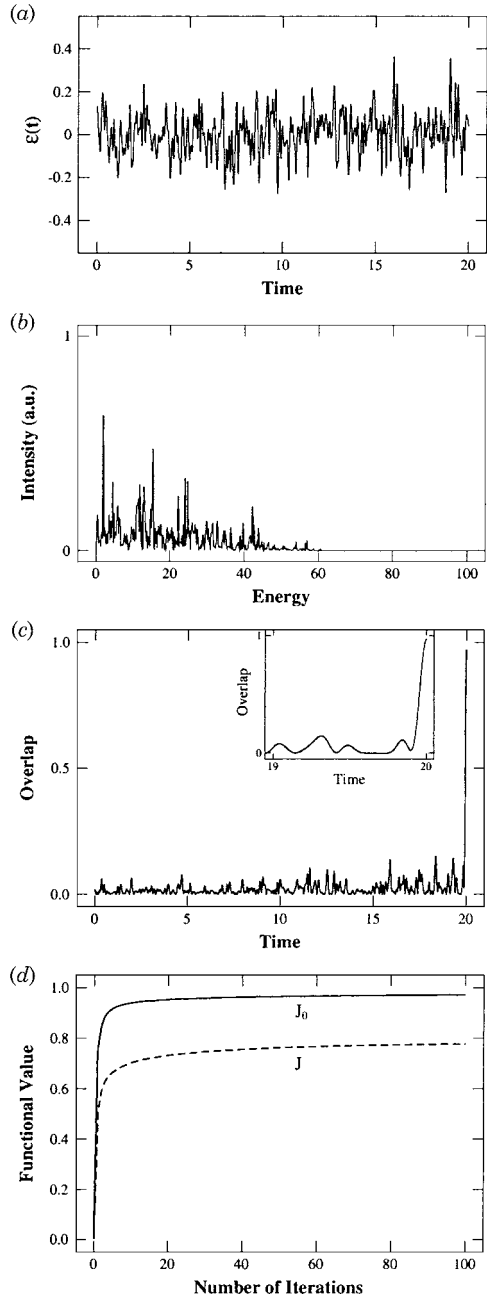 (a)
0.4
0.2
0
-0.2
-0.4
ε(t)
0 5 10 15 20
Time
(b)
1
0
Intensity (a.u.)
0 20 40 60 80 100
Energy
(c)
1.0
0.5
0.0
Overlap
1
0
Overlap
19 20
Time
0 5 10 15 20
Time
(d)
1.0
0.8
0.6
0.4
0.2
0.0
Functional Value
J₀
J
0 20 40 60 80 100
Number of Iterations